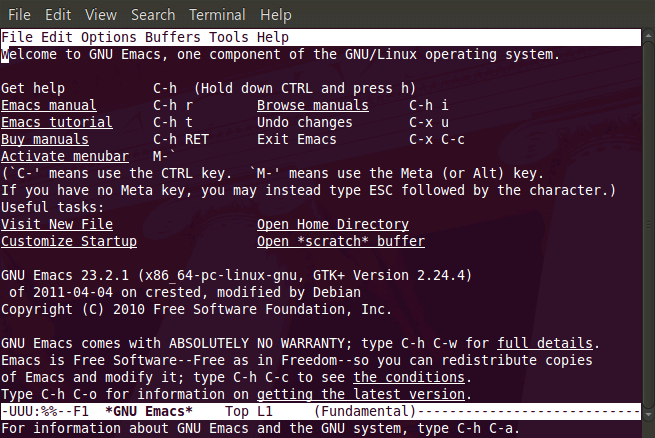 File Edit View Search Terminal Help
File Edit Options Buffers Tools Help
Welcome to GNU Emacs, one component of the GNU/Linux operating system.
Get help C-h (Hold down CTRL and press h)
Emacs manual C-h r Browse manuals C-h i
Emacs tutorial C-h t Undo changes C-x u
Buy manuals C-h RET Exit Emacs C-x C-c
Activate menubar M-`
(`C-' means use the CTRL key. `M-' means use the Meta (or Alt) key.
If you have no Meta key, you may instead type ESC followed by the character.)
Useful tasks:
Visit New File Open Home Directory
Customize Startup Open *scratch* buffer
GNU Emacs 23.2.1 (x86_64-pc-linux-gnu, GTK+ Version 2.24.4)
of 2011-04-04 on crested, modified by Debian
Copyright (C) 2010 Free Software Foundation, Inc.
GNU Emacs comes with ABSOLUTELY NO WARRANTY; type C-h C-w for full details.
Emacs is Free Software--Free as in Freedom--so you can redistribute copies
of Emacs and modify it; type C-h C-c to see the conditions.
Type C-h C-o for information on getting the latest version.
-UUU:%%--F1 *GNU Emacs* Top L1 (Fundamental)----------------------------
For information about GNU Emacs and the GNU system, type C-h C-a.